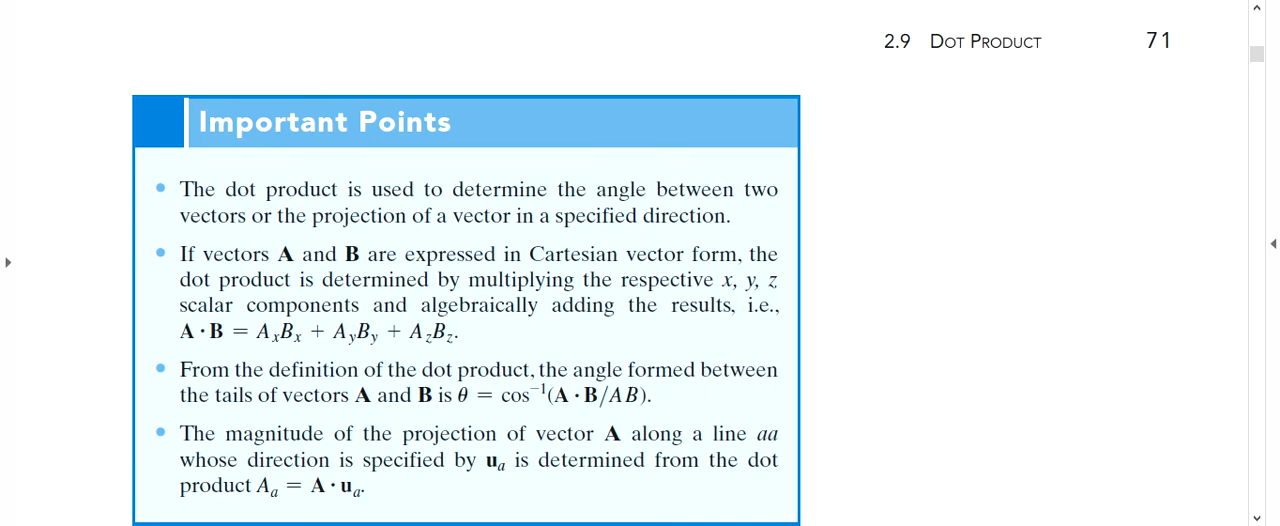 2.9 DOT PRODUCT 71
Important Points
• The dot product is used to determine the angle between two
vectors or the projection of a vector in a specified direction.
• If vectors A and B are expressed in Cartesian vector form, the
dot product is determined by multiplying the respective x, y, z
scalar components and algebraically adding the results, i.e.,
A · B = AₓBₓ + A_yB_y + A_zB_z.
• From the definition of the dot product, the angle formed between
the tails of vectors A and B is θ = cos⁻¹(A · B/AB).
• The magnitude of the projection of vector A along a line aa
whose direction is specified by uₐ is determined from the dot
product Aₐ = A · uₐ.